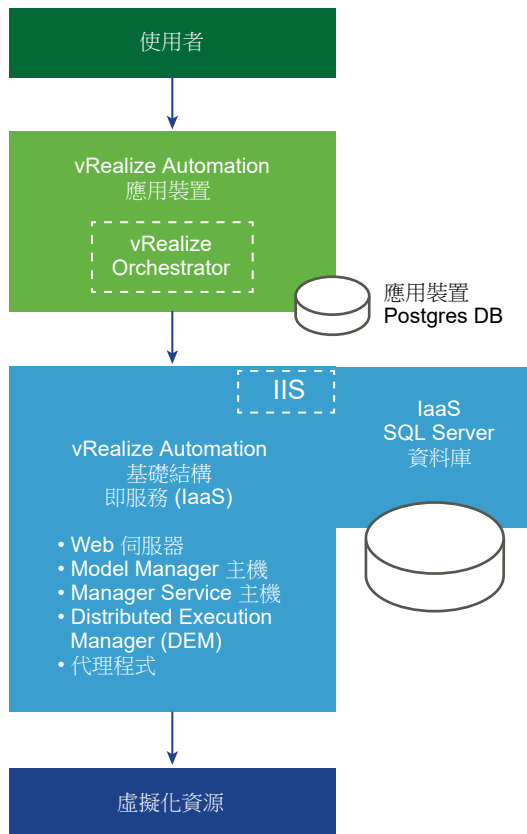 使用者
vRealize Automation
應用裝置
vRealize
Orchestrator
應用裝置
Postgres DB
IIS
IaaS
SQL Server
資料庫
vRealize Automation
基礎結構
即服務 (IaaS)
• Web 伺服器
• Model Manager 主機
• Manager Service 主機
• Distributed Execution
Manager (DEM)
• 代理程式
虛擬化資源